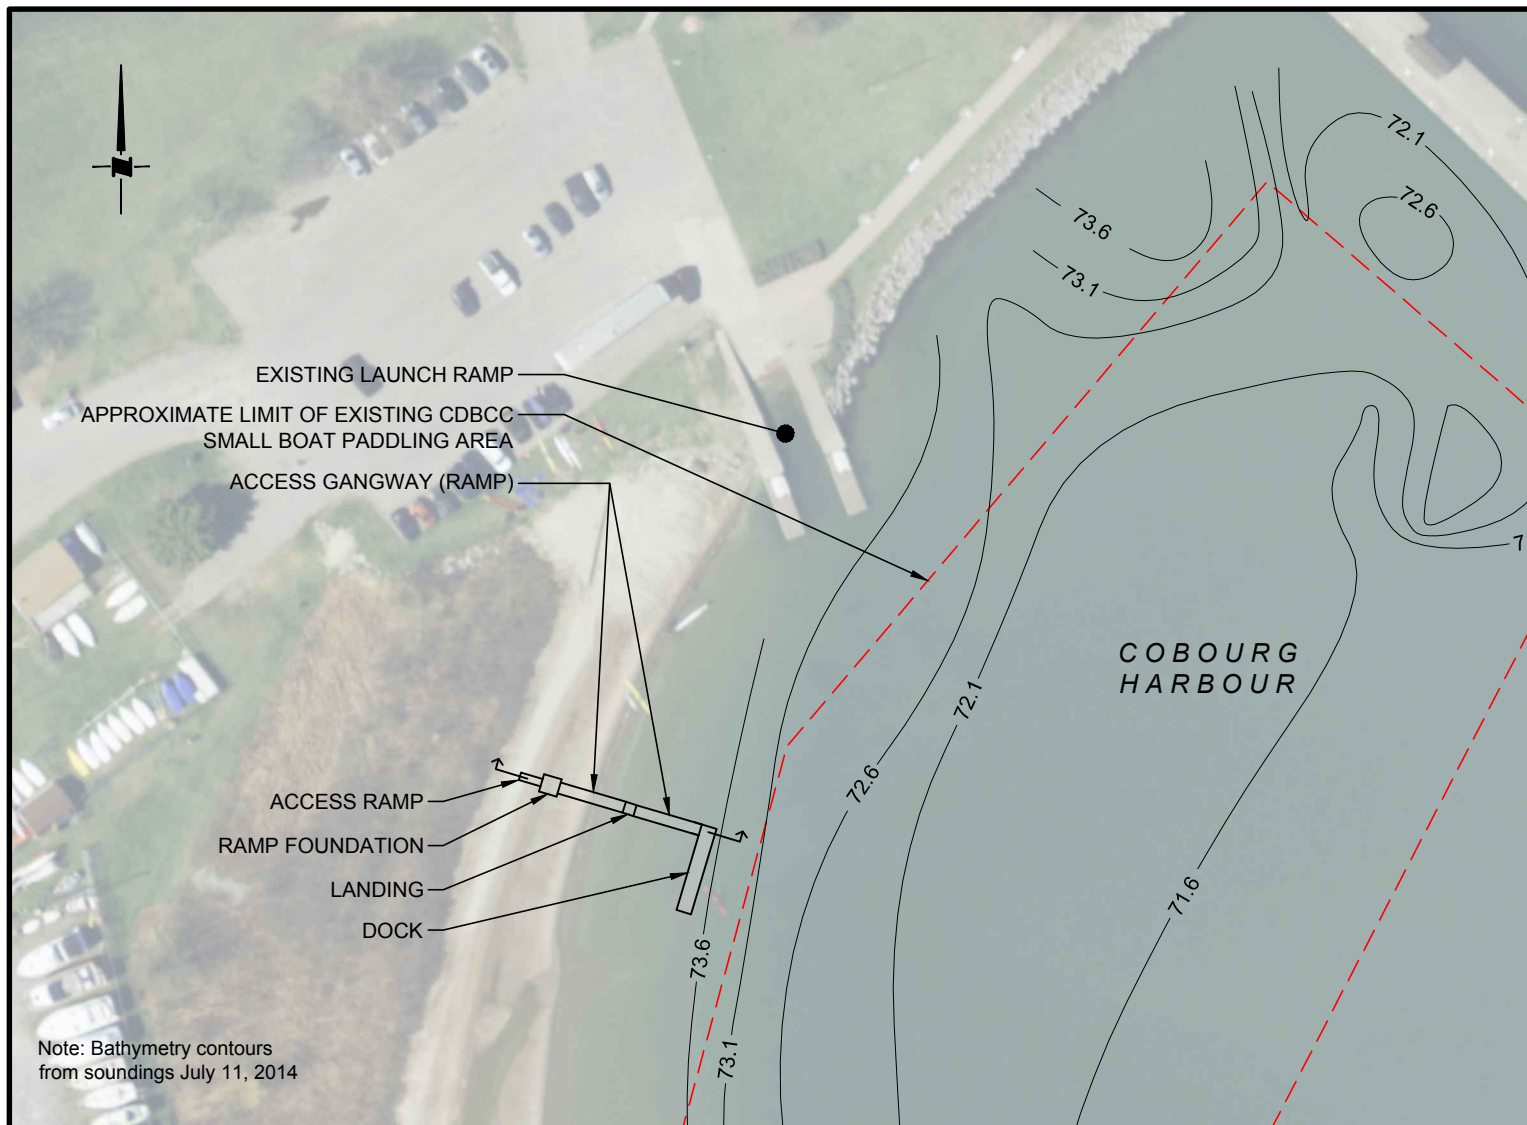 72.1
72.6
73.6
73.1
EXISTING LAUNCH RAMP
APPROXIMATE LIMIT OF EXISTING CDBCC
SMALL BOAT PADDLING AREA
ACCESS GANGWAY (RAMP)
7
COBOURG
HARBOUR
72.1
72.6
ACCESS RAMP
RAMP FOUNDATION
LANDING
DOCK
71.6
73.6
73.1
Note: Bathymetry contours
from soundings July 11, 2014